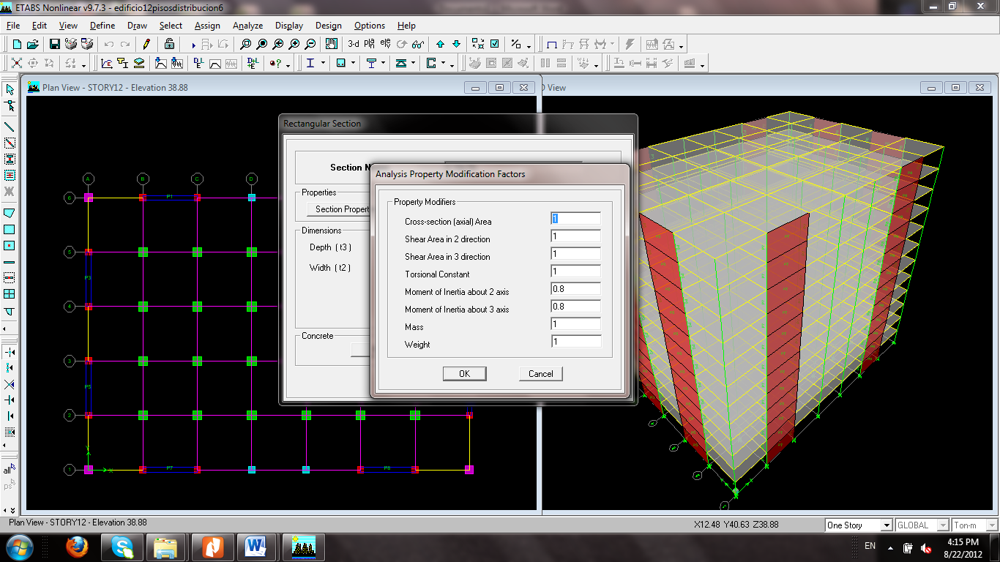 ETABS Nonlinear v9.7.3 - edificio12pisosdistribucion6
File Edit View Define Draw Select Assign Analyze Display Design Options Help
3-d
all
ps
Plan View - STORY12 - Elevation 38.88
View
A B C D
6 P1
5
P3
4
3
P5
2
Y
1 X P7 P8
Rectangular Section
Section N
Properties
Section Propert
Dimensions
Depth ( t3 )
Width ( t2 )
Concrete
Analysis Property Modification Factors
Property Modifiers
Cross-section (axial) Area 1
Shear Area in 2 direction 1
Shear Area in 3 direction 1
Torsional Constant 1
Moment of Inertia about 2 axis 0.8
Moment of Inertia about 3 axis 0.8
Mass 1
Weight 1
OK Cancel
Plan View - STORY12 - Elevation 38.88 X12.48 Y40.63 Z38.88 One Story GLOBAL Ton-m
EN 4:15 PM
8/22/2012